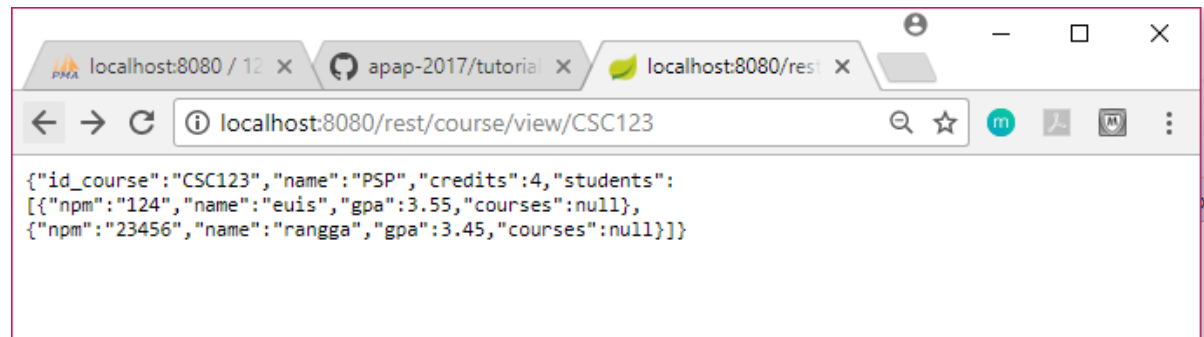 PMA localhost:8080 / 12
apap-2017/tutorial
localhost:8080/rest
localhost:8080/rest/course/view/CSC123
m
{"id_course":"CSC123","name":"PSP","credits":4,"students":
[{"npm":"124","name":"euis","gpa":3.55,"courses":null},
{"npm":"23456","name":"rangga","gpa":3.45,"courses":null}]}